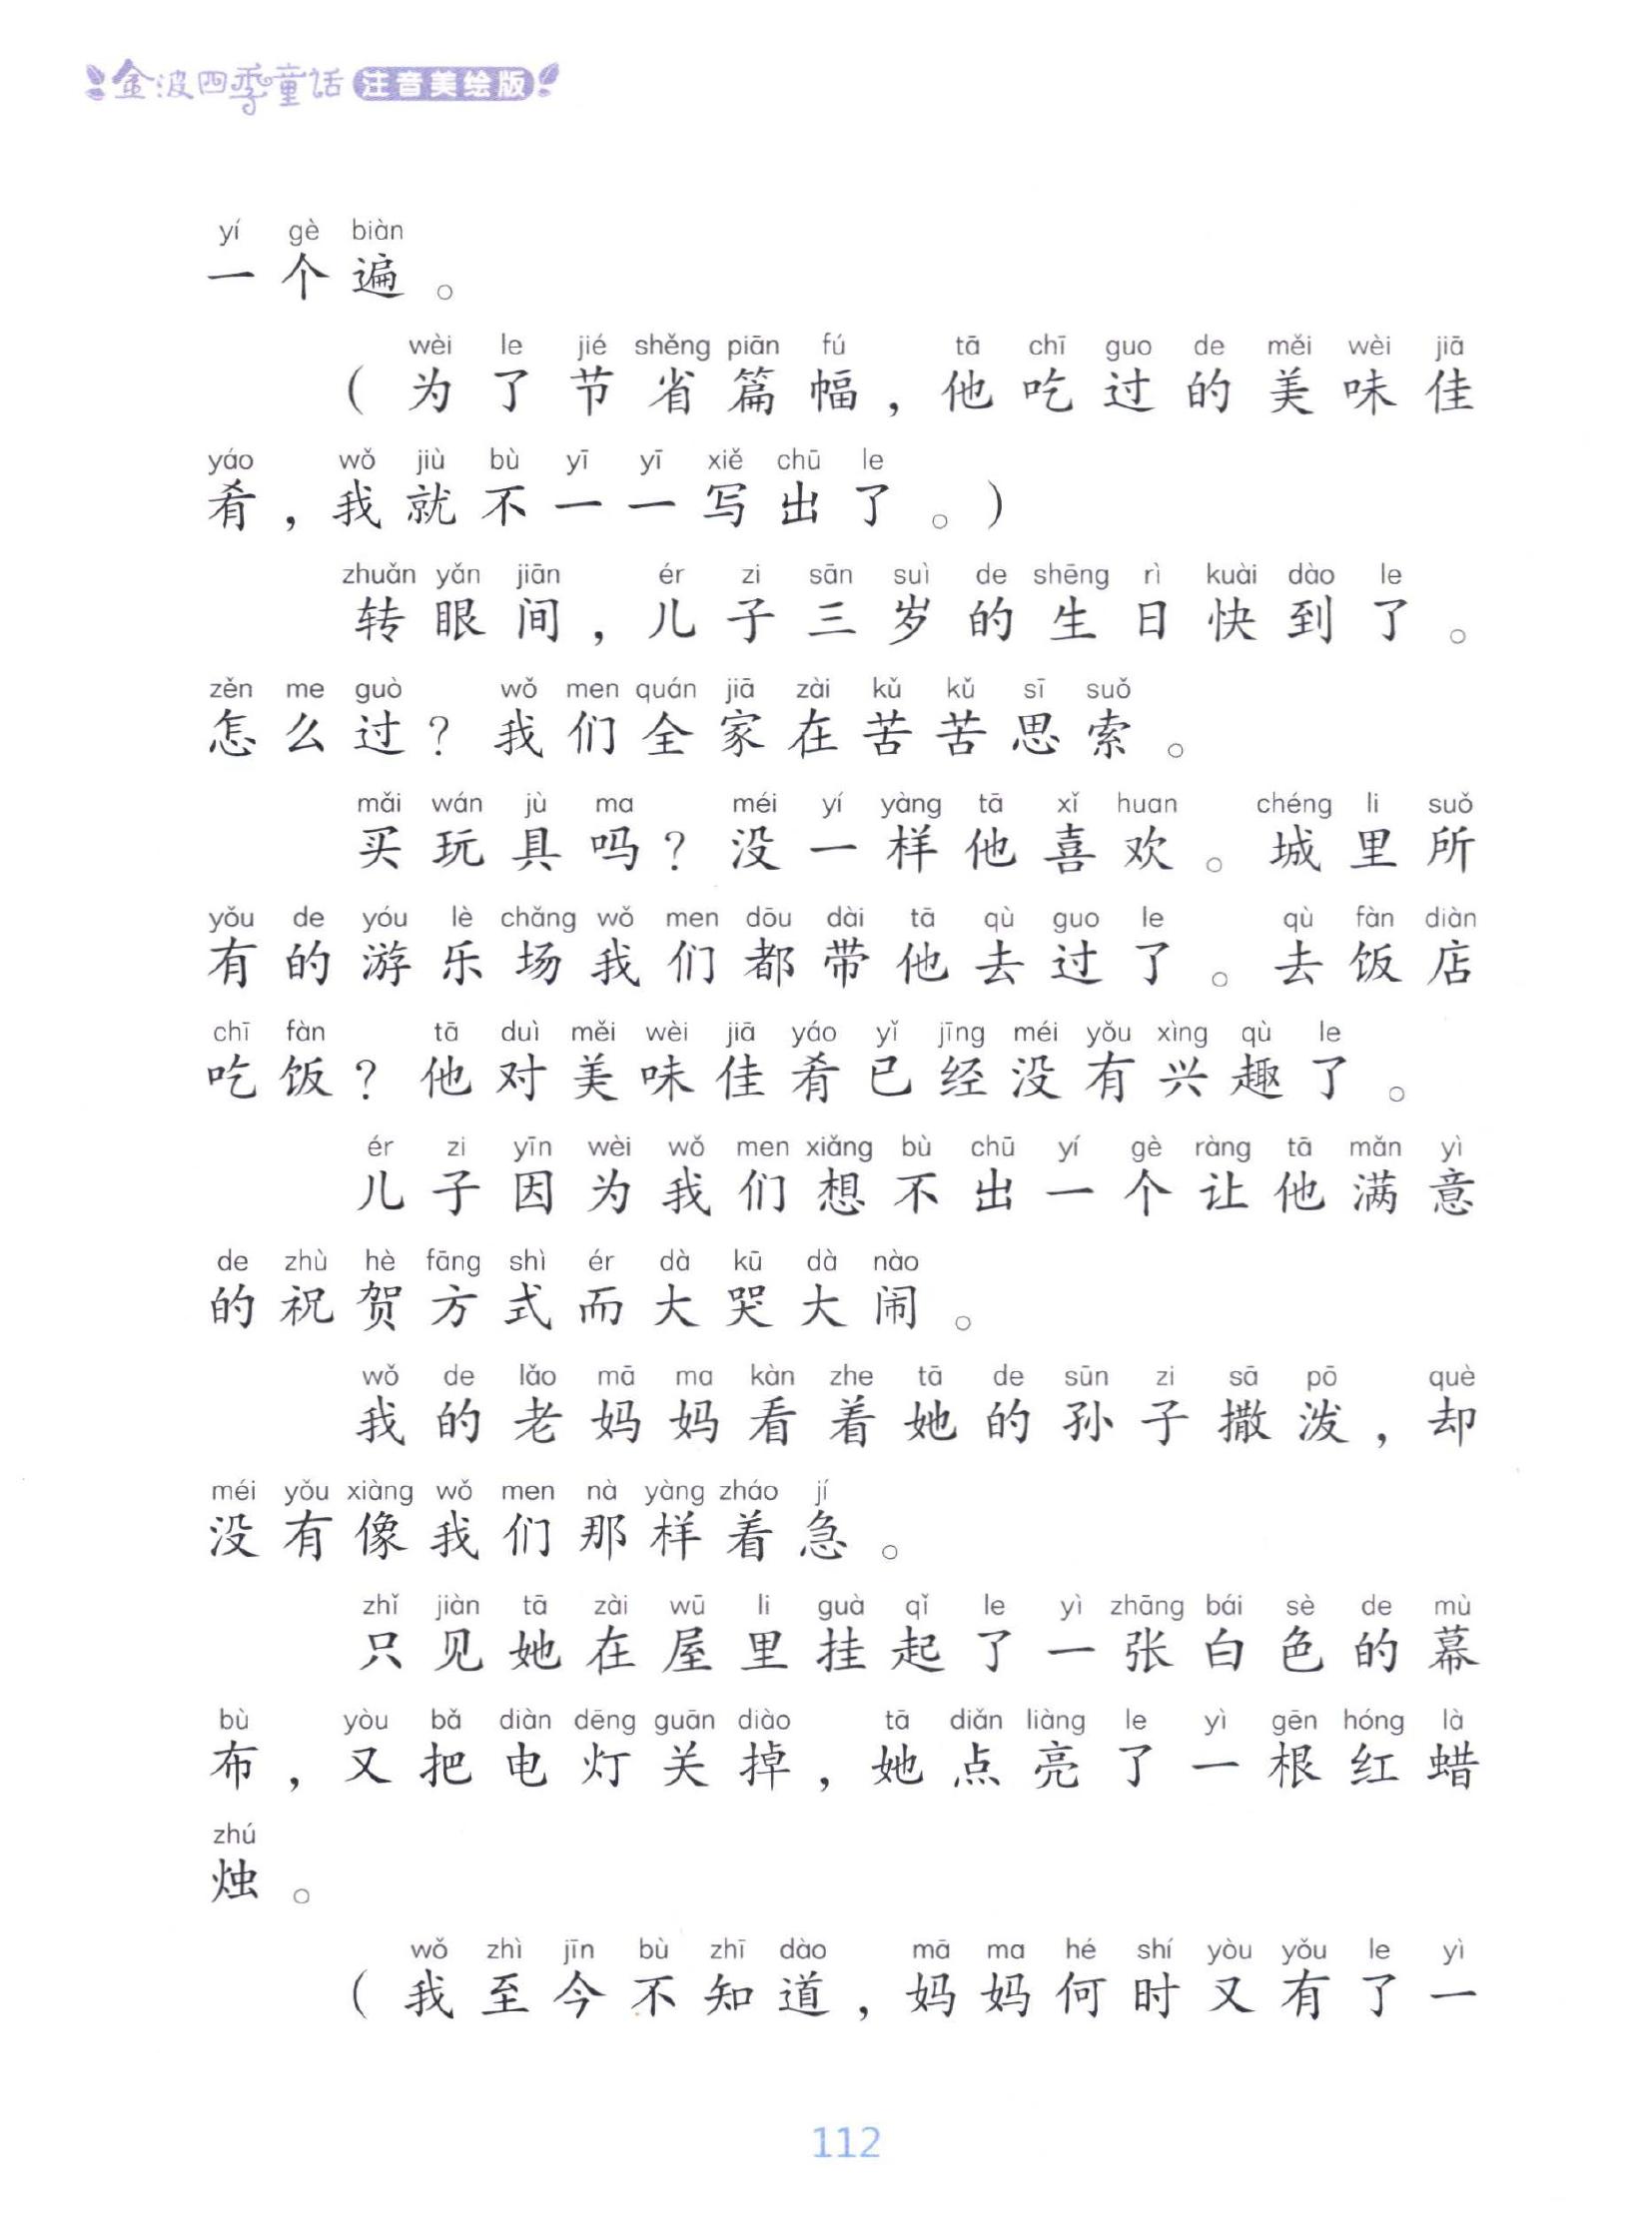 金波四季童话 注音美绘版
yí gè biàn
一个遍。
wèi le jié shěng piān fú tā chī guo de měi wèi jiā
（为了节省篇幅，他吃过的美味佳
yáo wǒ jiù bù yī yī xiě chū le
肴，我就不一一写出了。）
zhuǎn yǎn jiān ér zi sān suì de shēng rì kuài dào le
转眼间，儿子三岁的生日快到了。
zěn me guò wǒ men quán jiā zài kǔ kǔ sī suǒ
怎么过？我们全家在苦苦思索。
mǎi wán jù ma méi yí yàng tā xǐ huan chéng li suǒ
买玩具吗？没一样他喜欢。城里所
yǒu de yóu lè chǎng wǒ men dōu dài tā qù guo le qù fàn diàn
有的游乐场我们都带他去过了。去饭店
chī fàn tā duì měi wèi jiā yáo yǐ jīng méi yǒu xìng qù le
吃饭？他对美味佳肴已经没有兴趣了。
ér zi yīn wèi wǒ men xiǎng bù chū yí gè ràng tā mǎn yì
儿子因为我们想不出一个让他满意
de zhù hè fāng shì ér dà kū dà nào
的祝贺方式而大哭大闹。
wǒ de lǎo mā ma kàn zhe tā de sūn zi sā pō què
我的老妈妈看着她的孙子撒泼，却
méi yǒu xiàng wǒ men nà yàng zháo jí
没有像我们那样着急。
zhǐ jiàn tā zài wū li guà qǐ le yì zhāng bái sè de mù
只见她在屋里挂起了一张白色的幕
bù yòu bǎ diàn dēng guān diào tā diǎn liàng le yì gēn hóng là
布，又把电灯关掉，她点亮了一根红蜡
zhú
烛。
wǒ zhì jīn bù zhī dào mā ma hé shí yòu yǒu le yì
（我至今不知道，妈妈何时又有了一
112